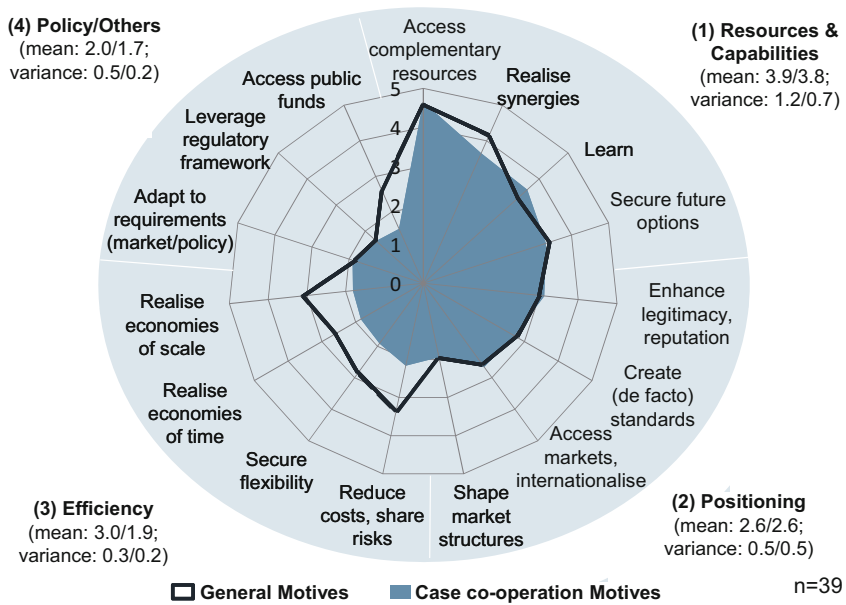 (4) Policy/Others
(mean: 2.0/1.7;
variance: 0.5/0.2)
(1) Resources &
Capabilities
(mean: 3.9/3.8;
variance: 1.2/0.7)
Access
complementary
resources
Realise
synergies
Learn
Secure future
options
Enhance
legitimacy,
reputation
Create
(de facto)
standards
Access
markets,
internationalise
Shape
market
structures
Reduce
costs, share
risks
Secure
flexibility
Realise
economies
of time
Realise
economies
of scale
Adapt to
requirements
(market/policy)
Leverage
regulatory
framework
Access public
funds
5
4
3
2
1
0
(3) Efficiency
(mean: 3.0/1.9;
variance: 0.3/0.2)
(2) Positioning
(mean: 2.6/2.6;
variance: 0.5/0.5)
General Motives
Case co-operation Motives
n=39